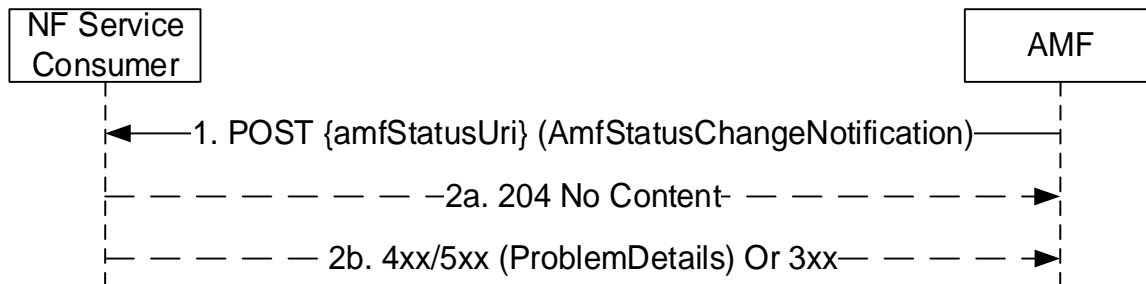 NF Service
Consumer
AMF
1. POST {amfStatusUri} (AmfStatusChangeNotification)
2a. 204 No Content
2b. 4xx/5xx (ProblemDetails) Or 3xx